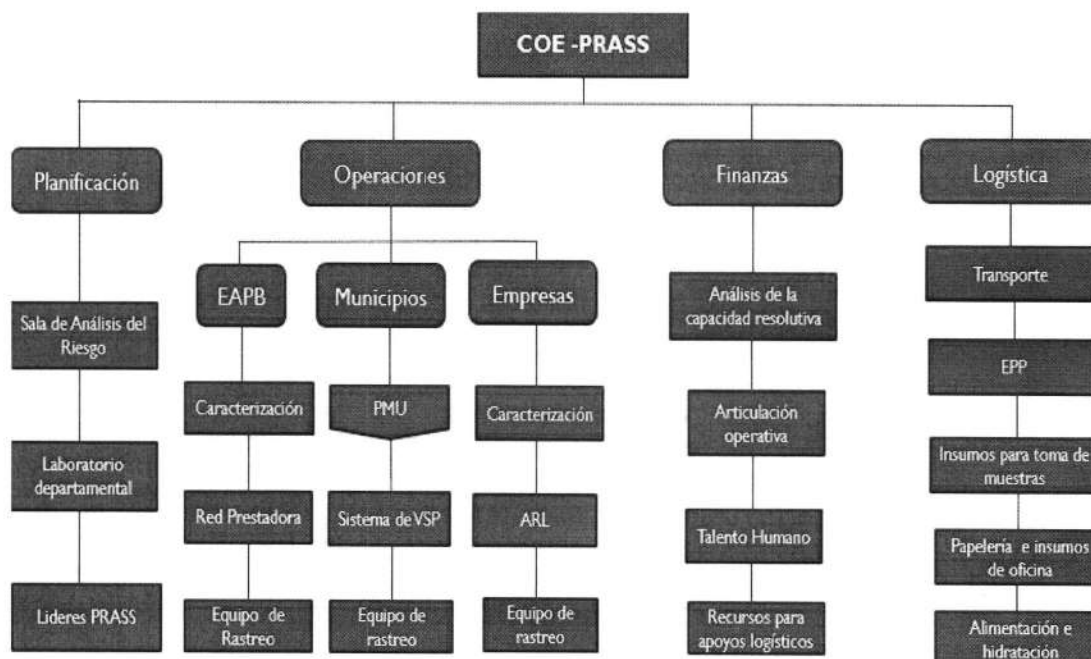 COE -PRASS
Planificación
Operaciones
Finanzas
Logística
Sala de Análisis del
Riesgo
Laboratorio
departamental
Lideres PRASS
EAPB
Municipios
Empresas
Caracterización
PMU
Caracterización
Red Prestadora
Sistema de VSP
ARL
Equipo de
Rastreo
Equipo de
rastreo
Equipo de
rastreo
Análisis de la
capacidad resolutiva
Articulación
operativa
Talento Humano
Recursos para
apoyos logísticos
Transporte
EPP
Insumos para toma de
muestras
Papelería e insumos
de oficina
Alimentación e
hidratación